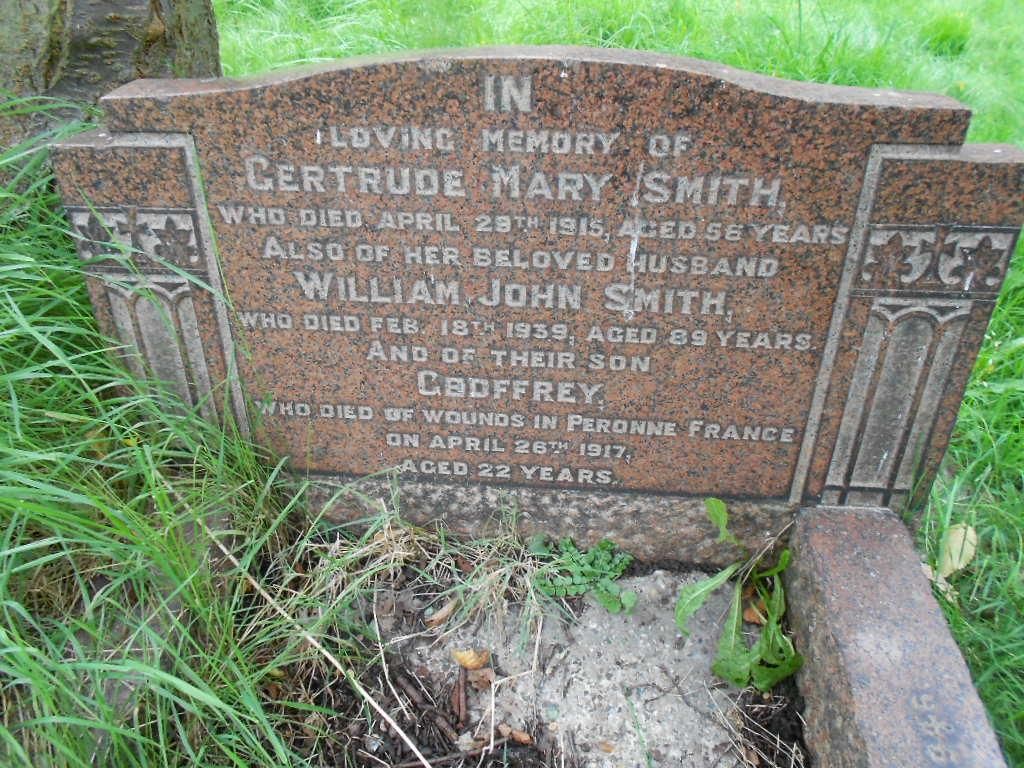 IN
LOVING MEMORY OF
GERTRUDE MARY SMITH,
WHO DIED APRIL 29TH 1915, AGED 58 YEARS
ALSO OF HER BELOVED HUSBAND
WILLIAM JOHN SMITH,
WHO DIED FEB. 18TH 1939, AGED 89 YEARS.
AND OF THEIR SON
GODFFREY,
WHO DIED OF WOUNDS IN PERONNE FRANCE
ON APRIL 26TH 1917,
AGED 22 YEARS.